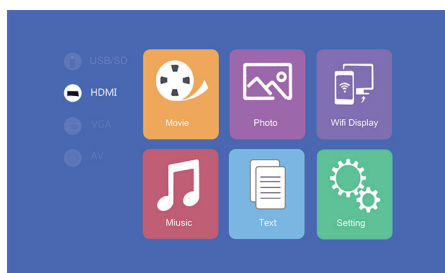 USB/SD
HDMI
VGA
AV
Movie
Photo
Wifi Display
Miusic
Text
Setting